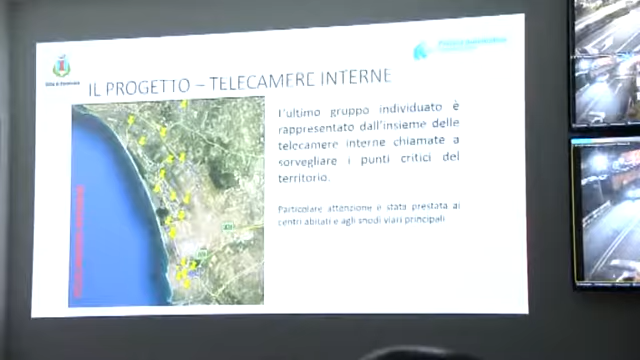 IL PROGETTO – TELECAMERE INTERNE
L'ultimo gruppo individuato è
rappresentato dall'insieme delle
telecamere interne chiamate a
sorvegliare i punti critici del
territorio.
Particolare attenzione è stata prestata ai
centri abitati e agli snodi viari principali